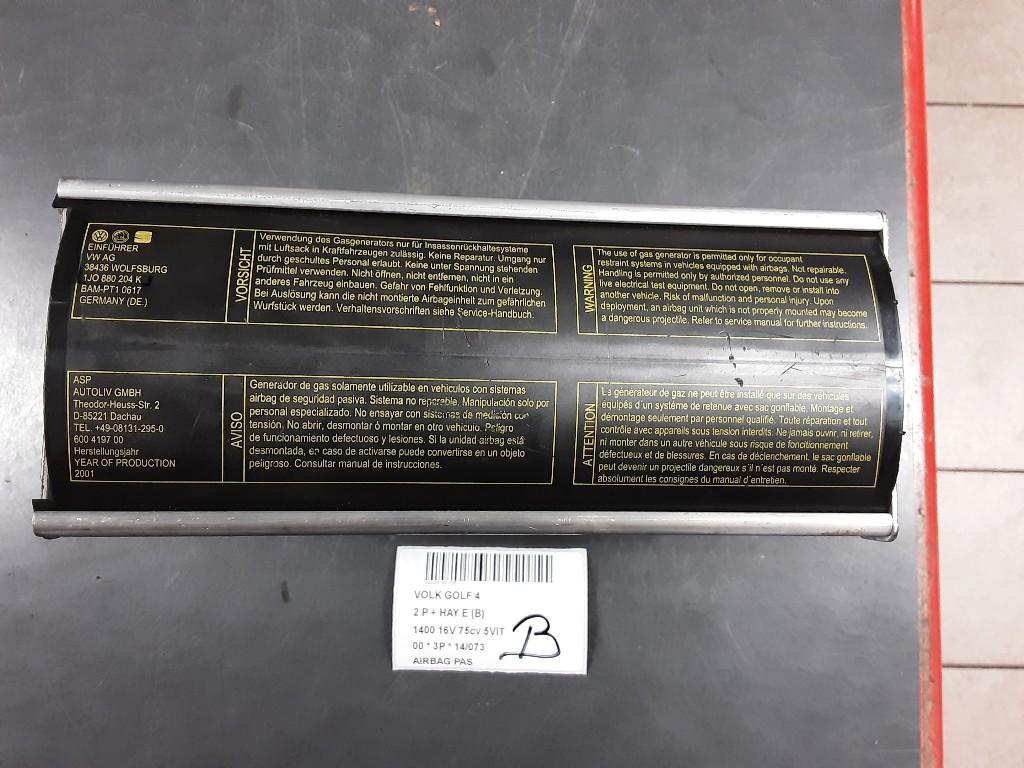 EINFÜHRER
VW AG
38436 WOLFSBURG
1JO 880 204 K
BAM-PT1 0617
GERMANY (DE )
VORSICHT
Verwendung des Gasgenerators nur für Insassenrückhaltesysteme
mit Luftsack in Kraftfahrzeugen zulässig. Keine Reparatur. Umgang nur
durch geschultes Personal erlaubt. Keine unter Spannung stehenden
Prüfmittel verwenden. Nicht öffnen, nicht entfernen, nicht in ein
anderes Fahrzeug einbauen. Gefahr von Fehlfunktion und Verletzung.
Bei Auslösung kann die nicht montierte Airbageinheit zum gefährlichen
Wurfstück werden. Verhaltensvorschriften siehe Service-Handbuch.
WARNING
The use of gas generator is permitted only for occupant
restraint systems in vehicles equipped with airbags. Not repairable.
Handling is permitted only by authorized personnel. Do not use any
live electrical test equipment. Do not open, remove or install into
another vehicle. Risk of malfunction and personal injury. Upon
deployment, an airbag unit which is not properly mounted may become
a dangerous projectile. Refer to service manual for further instructions.
ASP
AUTOLIV GMBH
Theodor-Heuss-Str. 2
D-85221 Dachau
TEL. +49-08131-295-0
600 4197 00
Herstellungsjahr
YEAR OF PRODUCTION
2001
AVISO
Generador de gas solamente utilizable en vehiculos con sistemas
airbag de seguridad pasiva. Sistema no reparable. Manipulación solo por
personal especializado. No ensayar con sistemas de medición con
tensión. No abrir, desmontar ó montar en otro vehiculo. Peligro
de funcionamiento defectuoso y lesiones. Si la unidad airbag está
desmontada, en caso de activarse puede convertirse en un objeto
peligroso. Consultar manual de instrucciones.
ATTENTION
La générateur de gaz ne peut être installé que sur des véhicules
équipés d'un système de retenue avec sac gonflable. Montage et
démontage seulement par personnel qualifié. Toute réparation et tout
contrôle avec appareils sous tension interdits. Ne jamais ouvrir, ni retirer,
ni monter dans un autre véhicule sous risque de fonctionnement
défectueux et de blessures. En cas de déclenchement, le sac gonflable
peut devenir un projectile dangereux s'il n'est pas monté. Respecter
absolument les consignes du manual d'entretien.
VOLK GOLF 4
2 P + HAY E (B)
1400 16V 75cv 5VIT
00 * 3P * 14/073
AIRBAG PAS
B